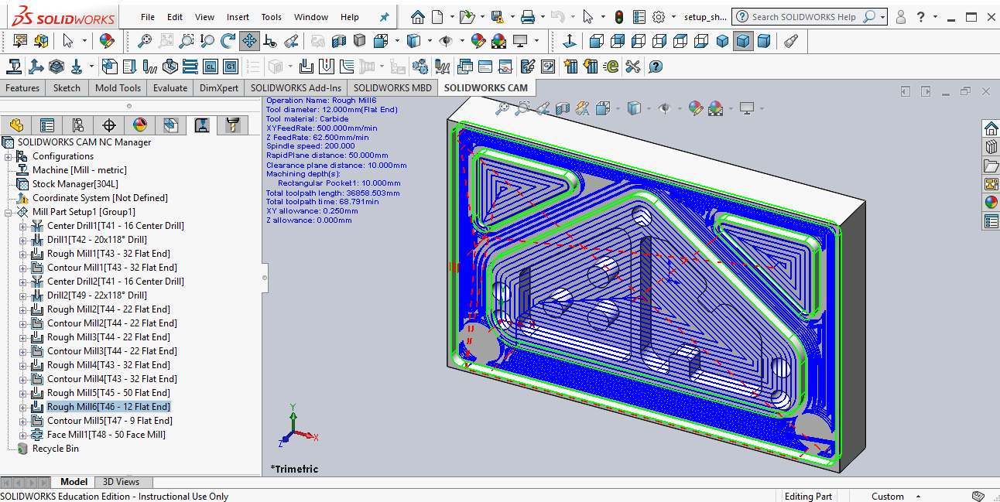 SOLIDWORKS File Edit View Insert Tools Window Help setup_sh... Search SOLIDWORKS Help
Features Sketch Mold Tools Evaluate DimXpert SOLIDWORKS Add-Ins SOLIDWORKS MBD SOLIDWORKS CAM
SOLIDWORKS CAM NC Manager
Configurations
Machine [Mill - metric]
Stock Manager[304L]
Coordinate System [Not Defined]
Mill Part Setup1 [Group1]
Center Drill1[T41 - 16 Center Drill]
Drill1[T42 - 20x118° Drill]
Rough Mill1[T43 - 32 Flat End]
Contour Mill1[T43 - 32 Flat End]
Center Drill2[T41 - 16 Center Drill]
Drill2[T49 - 22x118° Drill]
Rough Mill2[T44 - 22 Flat End]
Contour Mill2[T44 - 22 Flat End]
Rough Mill3[T44 - 22 Flat End]
Contour Mill3[T44 - 22 Flat End]
Rough Mill4[T43 - 32 Flat End]
Contour Mill4[T43 - 32 Flat End]
Rough Mill5[T45 - 50 Flat End]
Rough Mill6[T46 - 12 Flat End]
Contour Mill5[T47 - 9 Flat End]
Face Mill1[T48 - 50 Face Mill]
Recycle Bin
Operation Name: Rough Mill6
Tool diameter: 12.000mm(Flat End)
Tool material: Carbide
XYFeedRate: 500.000mm/min
Z FeedRate: 62.500mm/min
Spindle speed: 200.000
RapidPlane distance: 50.000mm
Clearance plane distance: 10.000mm
Machining depth(s):
Rectangular Pocket1: 10.000mm
Total toolpath length: 36858.503mm
Total toolpath time: 68.791min
XY allowance: 0.250mm
Z allowance: 0.000mm
Y
X
Z
*Trimetric
Model 3D Views
SOLIDWORKS Education Edition - Instructional Use Only Editing Part Custom